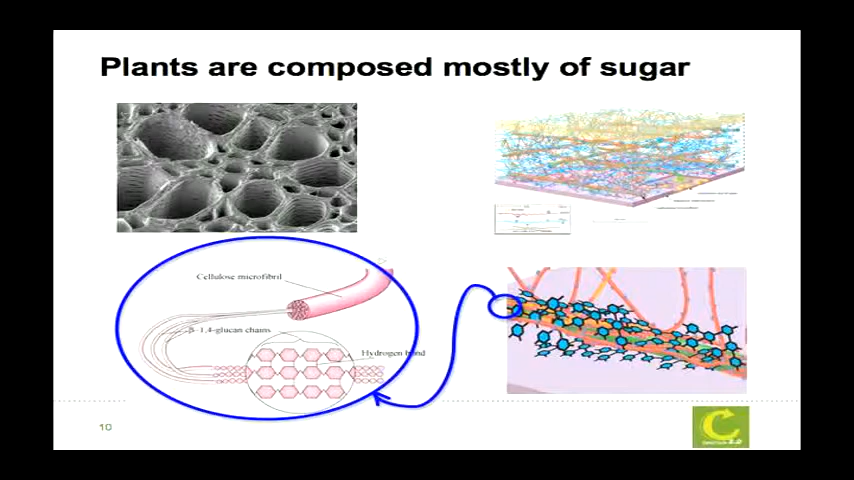 Plants are composed mostly of sugar
Cellulose microfibril
β-1,4-glucan chains
Hydrogen bond
10